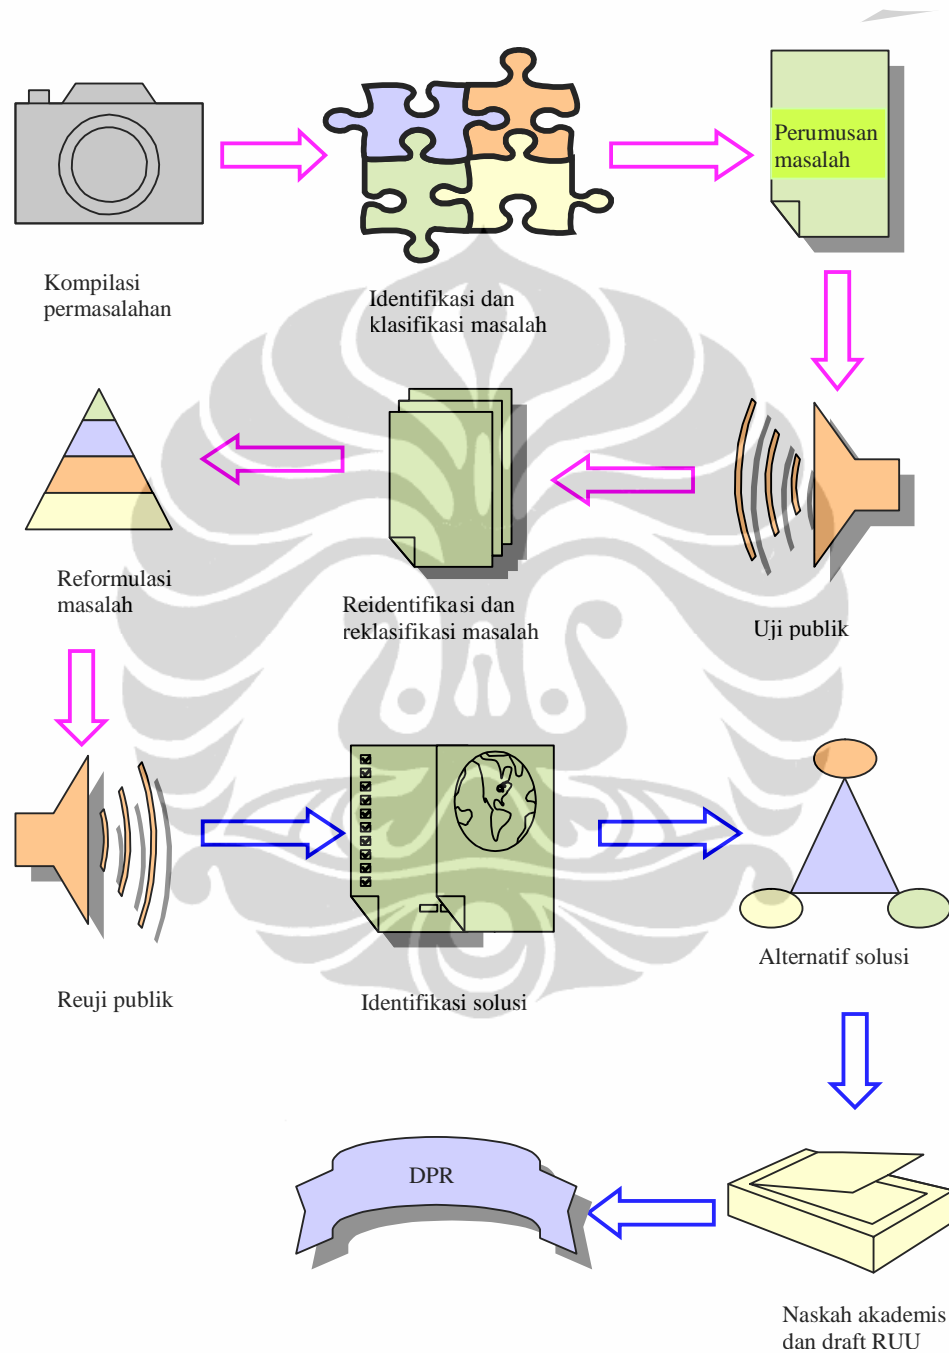 Perumusan
masalah
Kompilasi
permasalahan
Identifikasi dan
klasifikasi masalah
Reformulasi
masalah
Reidentifikasi dan
reklasifikasi masalah
Uji publik
Reuji publik
Identifikasi solusi
Alternatif solusi
DPR
Naskah akademis
dan draft RUU